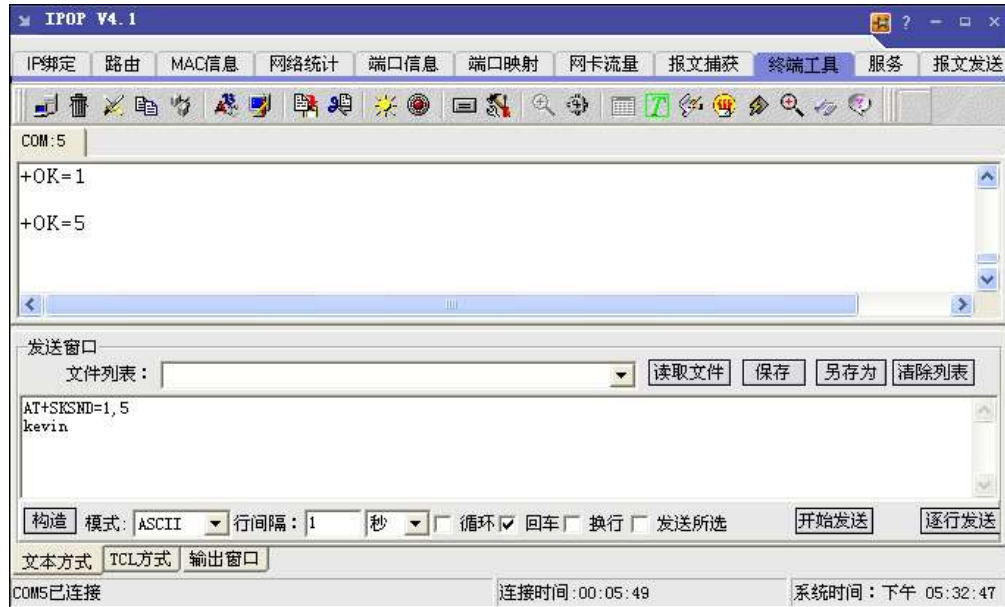 IPOP V4.1
IP绑定 路由 MAC信息 网络统计 端口信息 端口映射 网卡流量 报文捕获 终端工具 服务 报文发送
COM:5
+OK=1
+OK=5
发送窗口
文件列表： 读取文件 保存 另存为 清除列表
AT+SKSND=1,5
kevin
构造 模式: ASCII 行间隔：1 秒 循环 回车 换行 发送所选 开始发送 逐行发送
文本方式 TCL方式 输出窗口
COM5已连接 连接时间:00:05:49 系统时间：下午 05:32:47